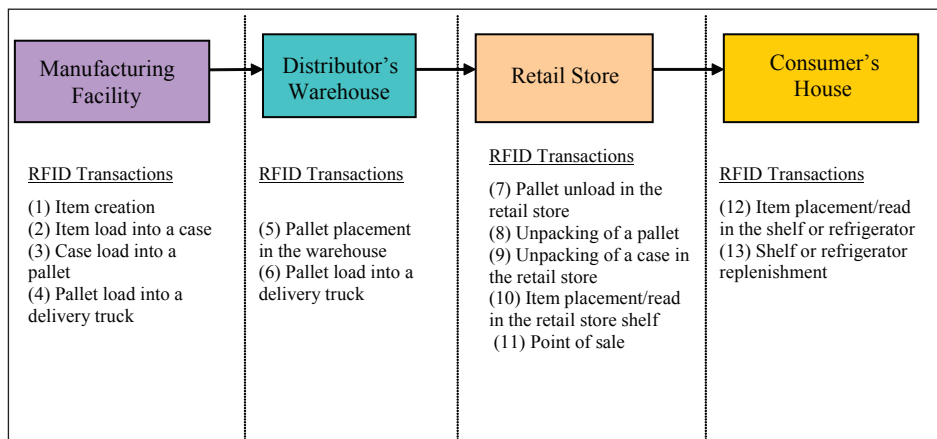 Manufacturing
Facility
Distributor's
Warehouse
Retail Store
Consumer's
House
RFID Transactions
(1) Item creation
(2) Item load into a case
(3) Case load into a
pallet
(4) Pallet load into a
delivery truck
RFID Transactions
(5) Pallet placement
in the warehouse
(6) Pallet load into a
delivery truck
RFID Transactions
(7) Pallet unload in the
retail store
(8) Unpacking of a pallet
(9) Unpacking of a case in
the retail store
(10) Item placement/read
in the retail store shelf
(11) Point of sale
RFID Transactions
(12) Item placement/read
in the shelf or refrigerator
(13) Shelf or refrigerator
replenishment